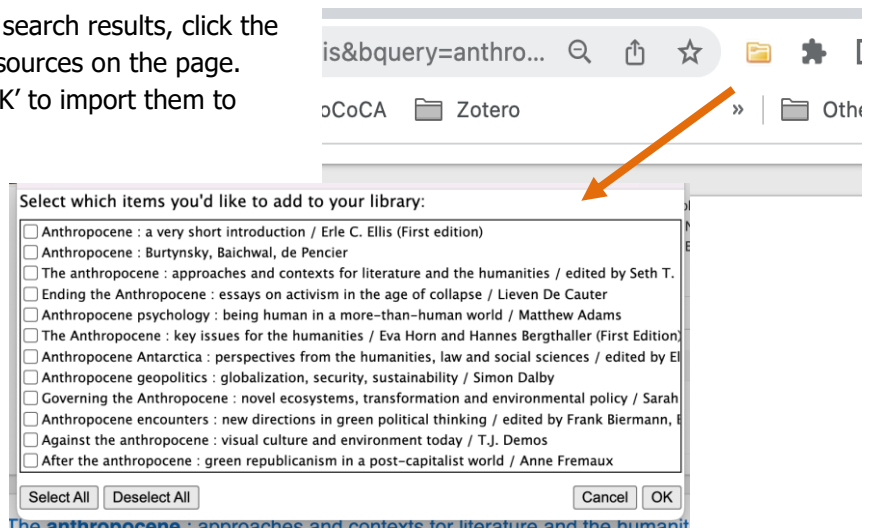 search results, click the
sources on the page.
K’ to import them to
is&bquery=anthro...
oCoCA Zotero » Othe
Select which items you'd like to add to your library:
Anthropocene : a very short introduction / Erle C. Ellis (First edition)
Anthropocene : Burtynsky, Baichwal, de Pencier
The anthropocene : approaches and contexts for literature and the humanities / edited by Seth T.
Ending the Anthropocene : essays on activism in the age of collapse / Lieven De Cauter
Anthropocene psychology : being human in a more-than-human world / Matthew Adams
The Anthropocene : key issues for the humanities / Eva Horn and Hannes Bergthaller (First Edition)
Anthropocene Antarctica : perspectives from the humanities, law and social sciences / edited by El
Anthropocene geopolitics : globalization, security, sustainability / Simon Dalby
Governing the Anthropocene : novel ecosystems, transformation and environmental policy / Sarah
Anthropocene encounters : new directions in green political thinking / edited by Frank Biermann, E
Against the anthropocene : visual culture and environment today / T.J. Demos
After the anthropocene : green republicanism in a post-capitalist world / Anne Fremaux
Select All Deselect All Cancel OK
The anthropocene : approaches and contexts for literature and the humanit